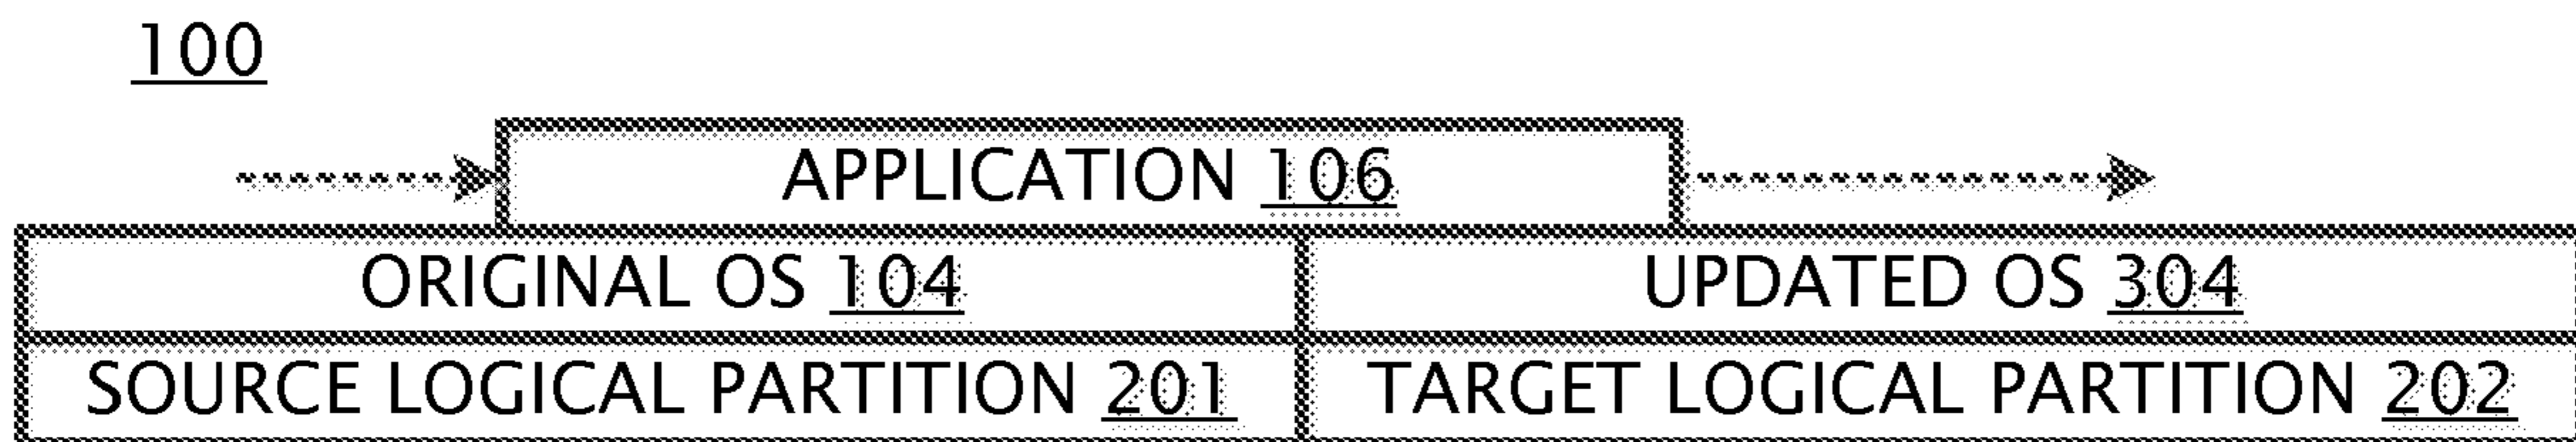 100
APPLICATION 106
ORIGINAL OS 104
UPDATED OS 304
SOURCE LOGICAL PARTITION 201
TARGET LOGICAL PARTITION 202